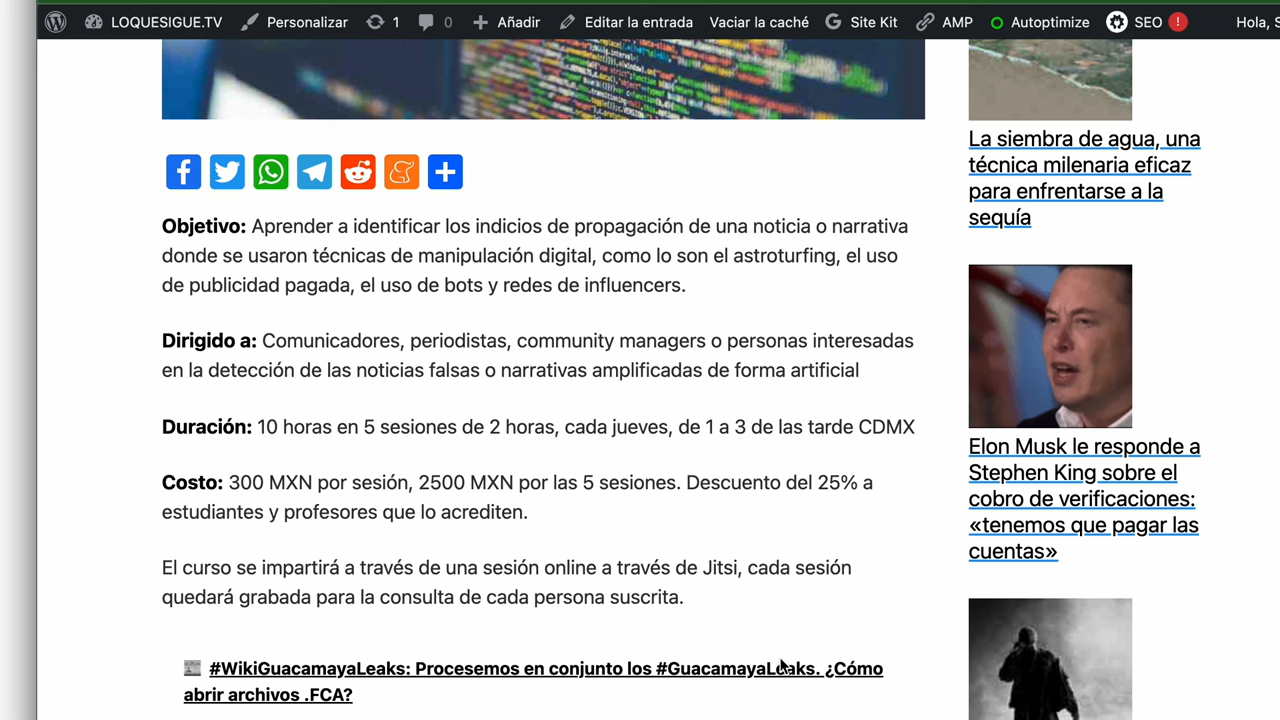 LOQUESIGUE.TV Personalizar 1 0 Añadir Editar la entrada Vaciar la caché Site Kit AMP Autoptimize SEO ! Hola, S
Objetivo: Aprender a identificar los indicios de propagación de una noticia o narrativa
donde se usaron técnicas de manipulación digital, como lo son el astroturfing, el uso
de publicidad pagada, el uso de bots y redes de influencers.
Dirigido a: Comunicadores, periodistas, community managers o personas interesadas
en la detección de las noticias falsas o narrativas amplificadas de forma artificial
Duración: 10 horas en 5 sesiones de 2 horas, cada jueves, de 1 a 3 de las tarde CDMX
Costo: 300 MXN por sesión, 2500 MXN por las 5 sesiones. Descuento del 25% a
estudiantes y profesores que lo acrediten.
El curso se impartirá a través de una sesión online a través de Jitsi, cada sesión
quedará grabada para la consulta de cada persona suscrita.
#WikiGuacamayaLeaks: Procesemos en conjunto los #GuacamayaLeaks. ¿Cómo
abrir archivos .FCA?
La siembra de agua, una
técnica milenaria eficaz
para enfrentarse a la
sequía
Elon Musk le responde a
Stephen King sobre el
cobro de verificaciones:
«tenemos que pagar las
cuentas»